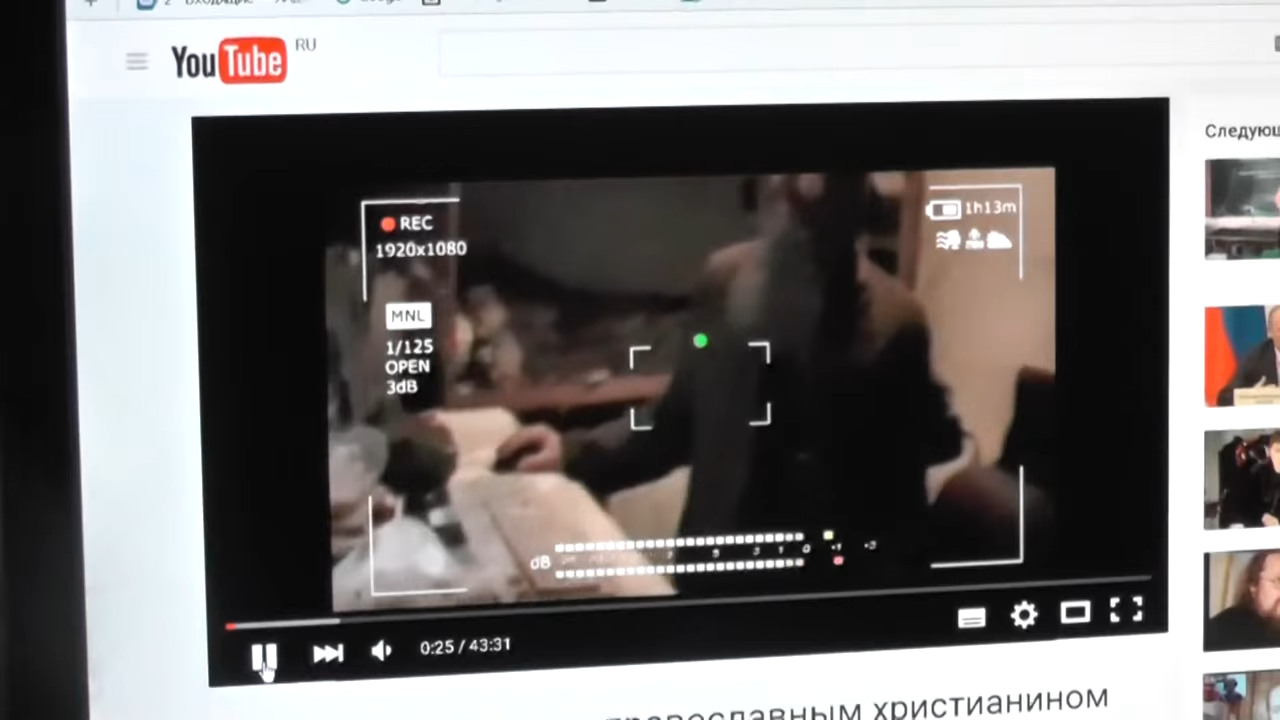 YouTube RU
Следующ
REC
1920x1080
1h13m
MNL
1/125
OPEN
3dB
dB
0:25 / 43:31
православным христианином